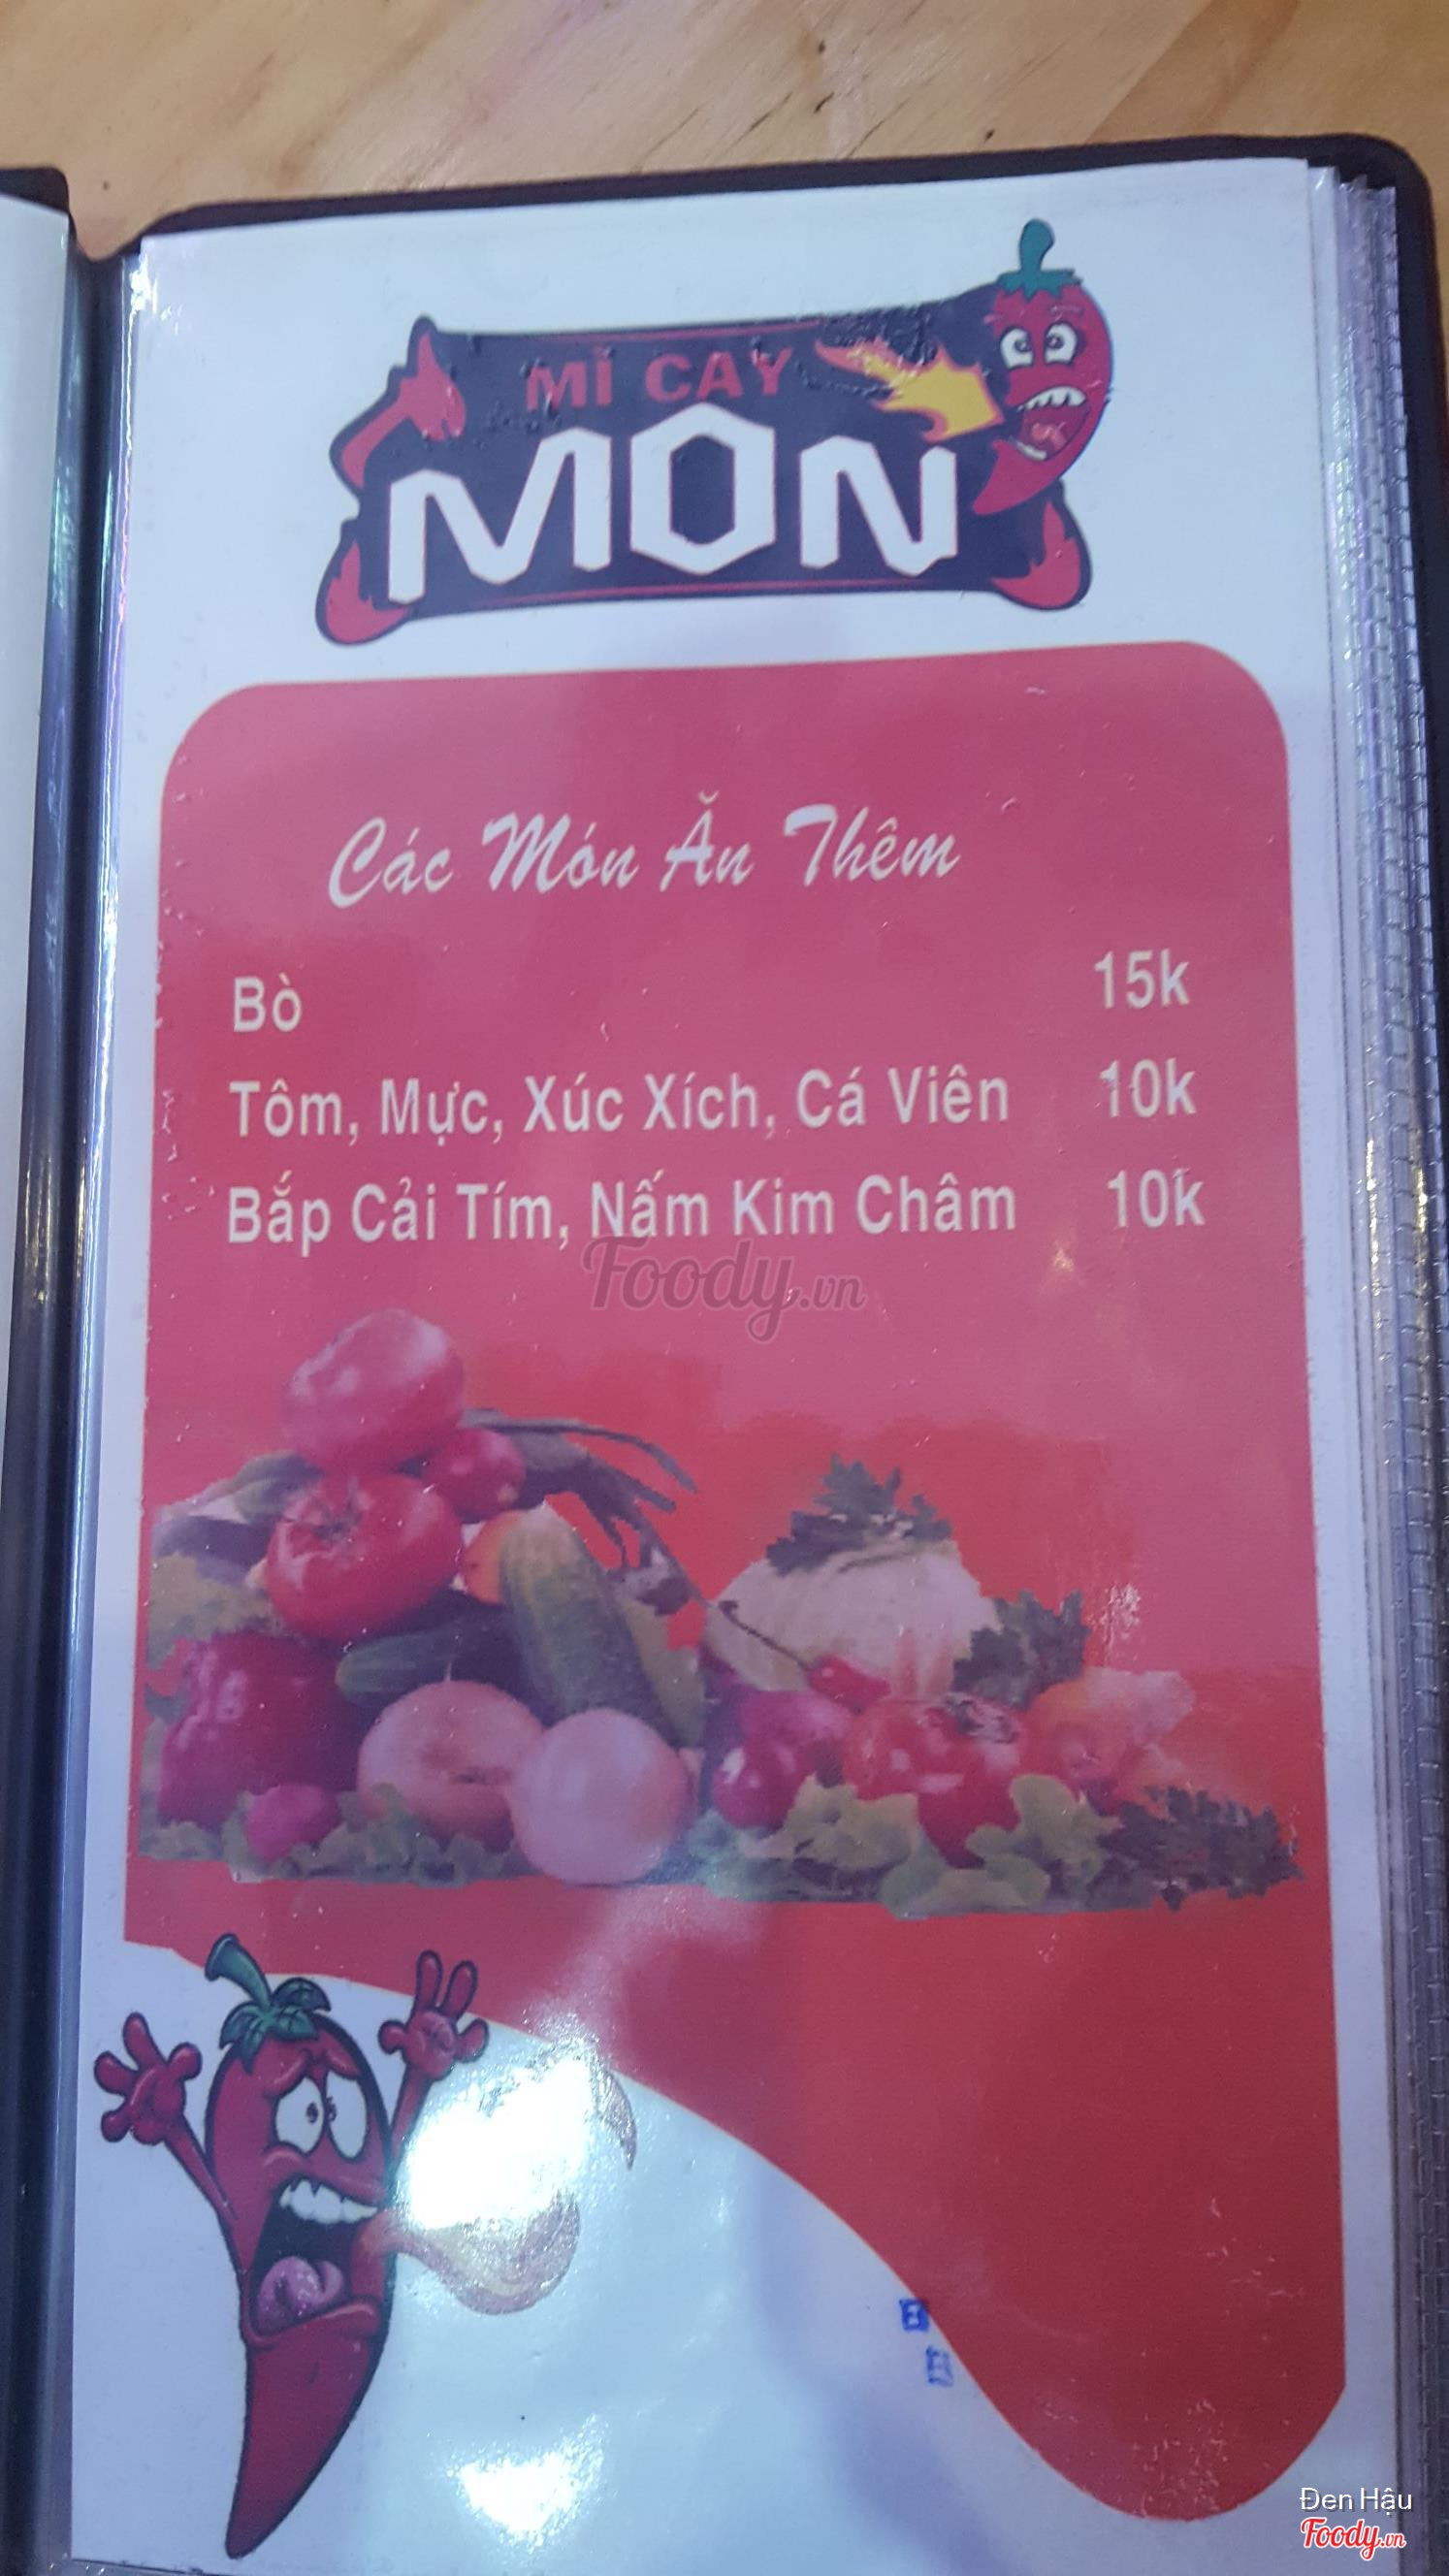 MÌ CAY
MON
Các Món Ăn Thêm
Bò 15k
Tôm, Mực, Xúc Xích, Cá Viên 10k
Bắp Cải Tím, Nấm Kim Châm 10k
Foody.vn
Đen Hậu
Foody.vn